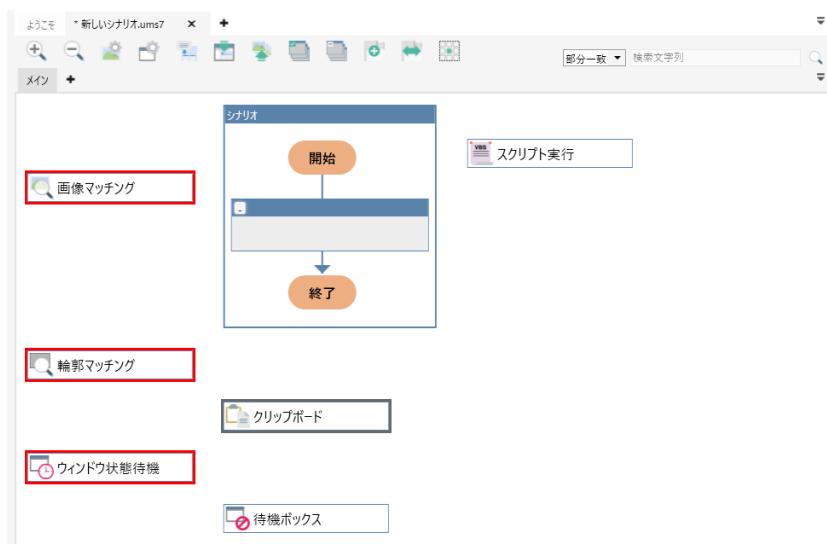 ようこそ
*新しいシナリオ.ums7
部分一致
検索文字列
メイン
シナリオ
開始
VBS
スクリプト実行
画像マッチング
終了
輪郭マッチング
クリップボード
ウィンドウ状態待機
待機ボックス